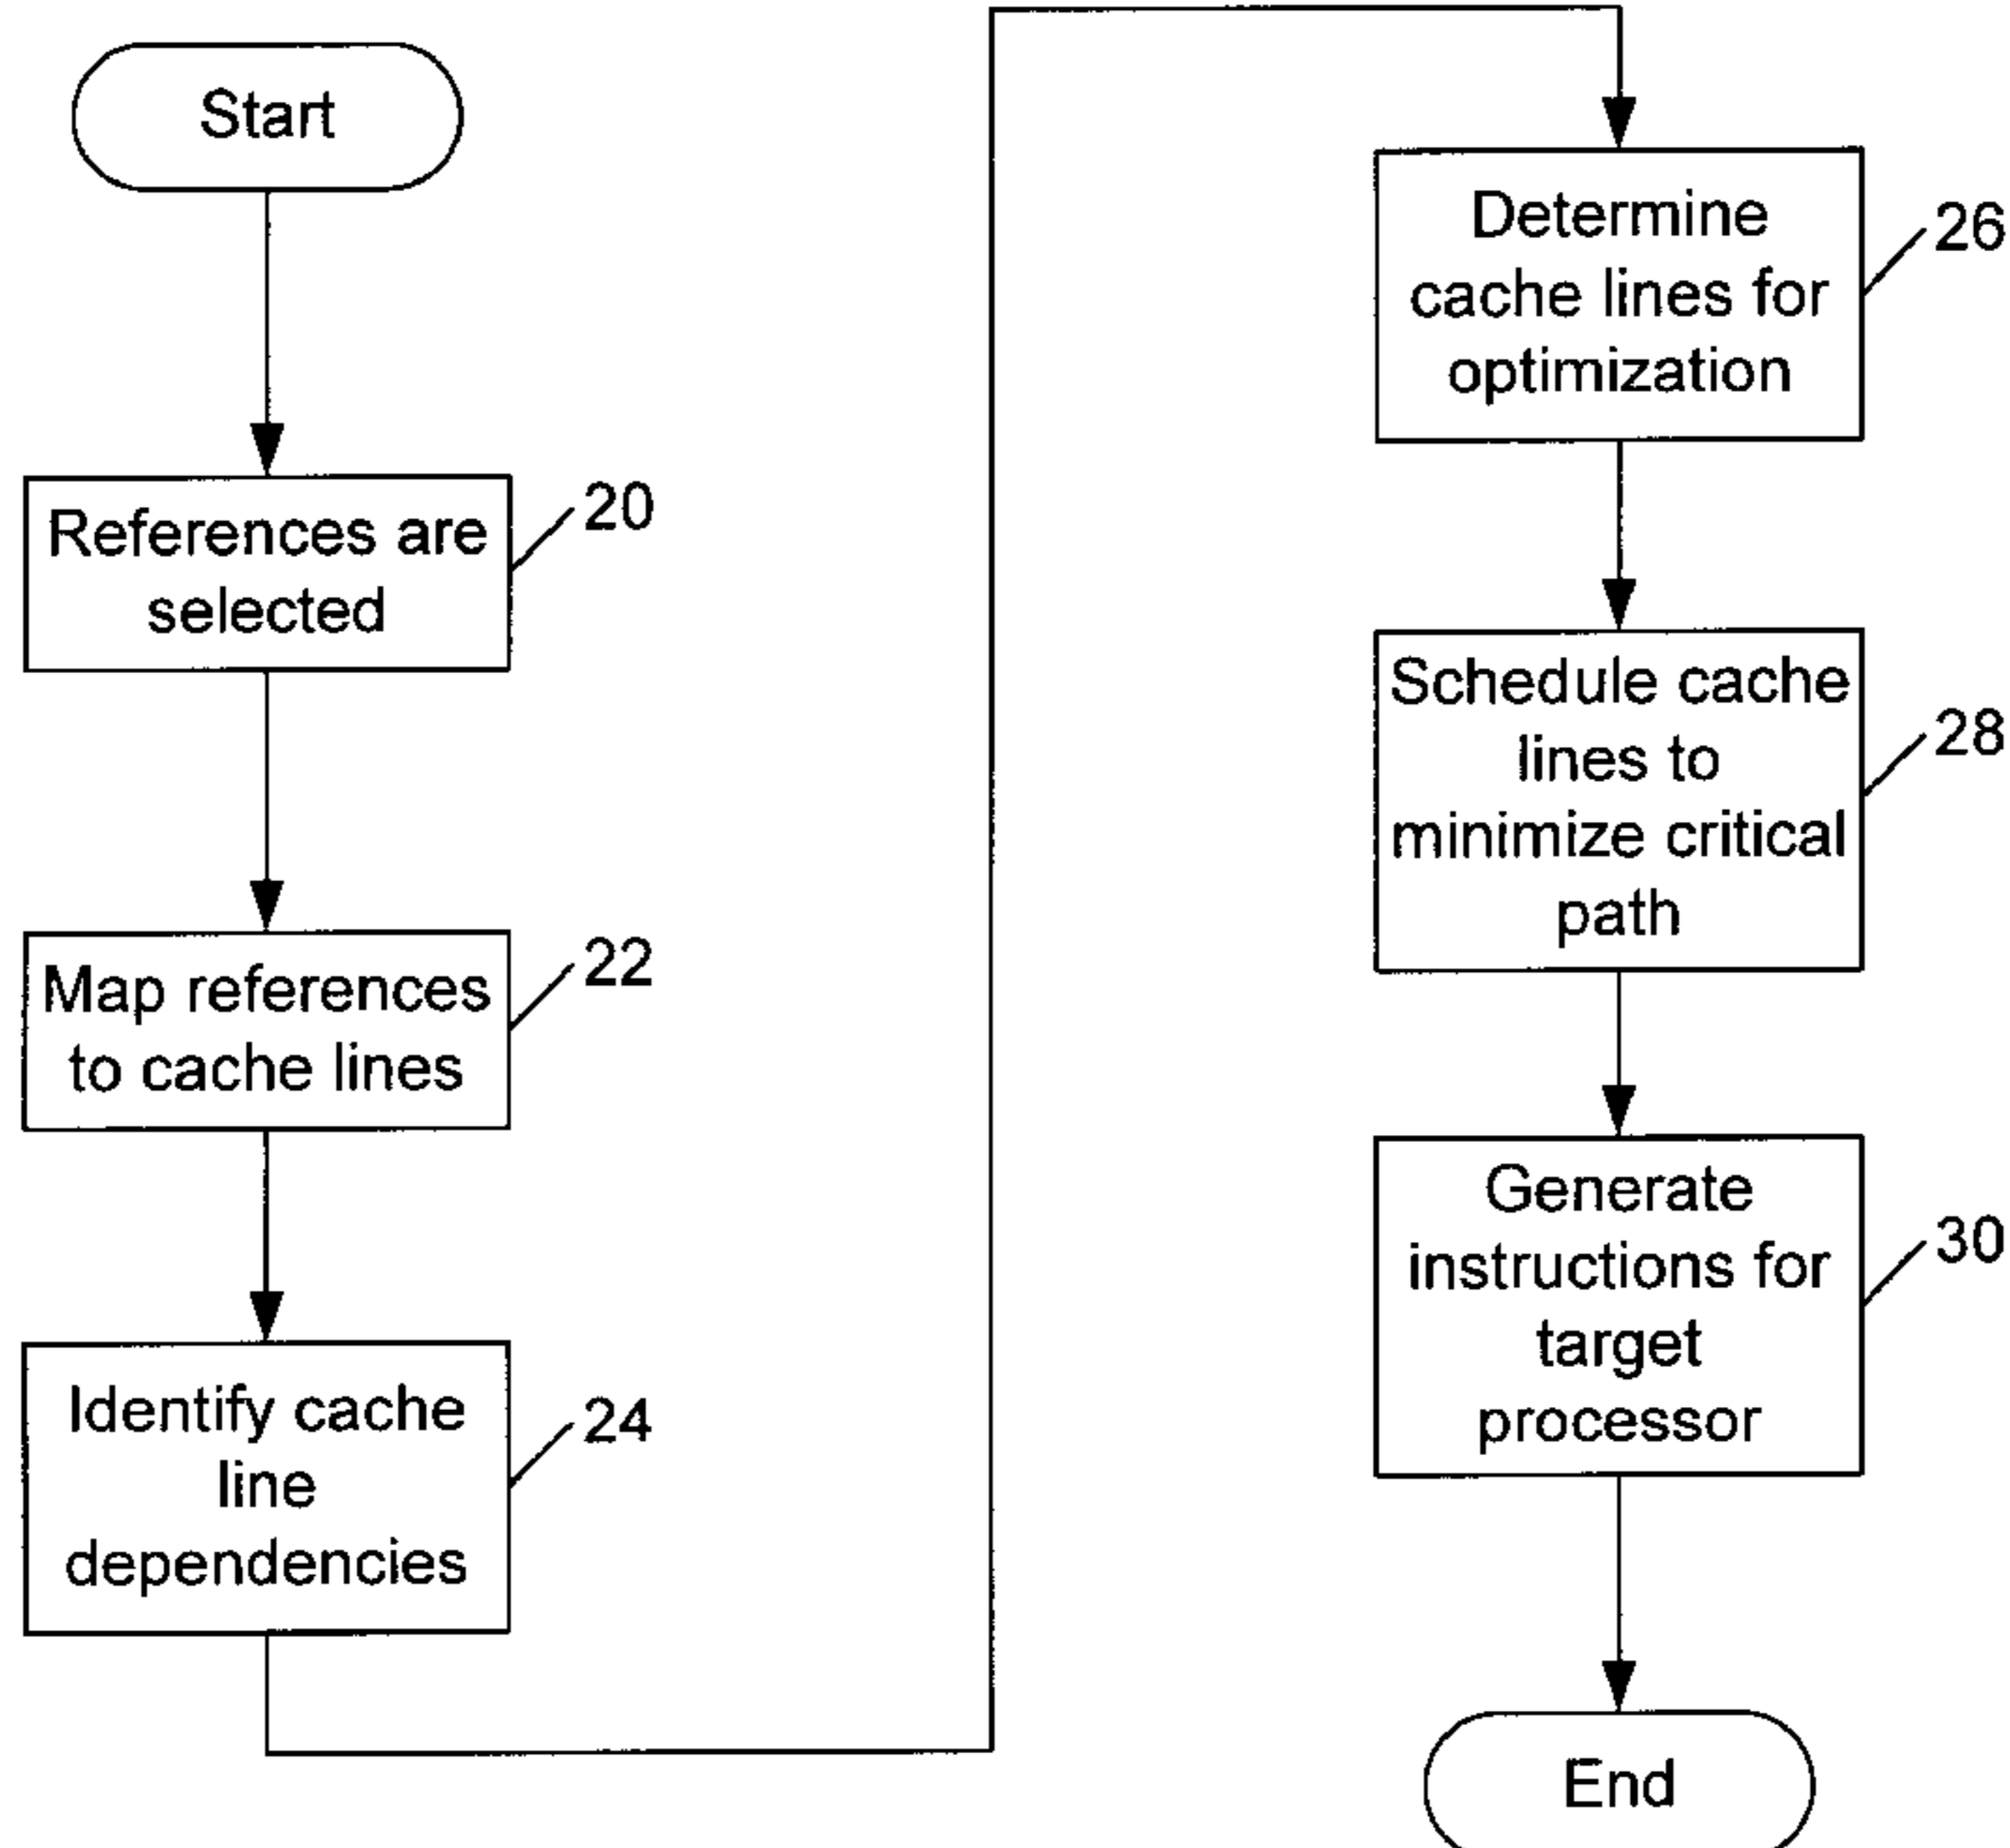 Start
References are
selected
20
Map references
to cache lines
22
Identify cache
line
dependencies
24
Determine
cache lines for
optimization
26
Schedule cache
lines to
minimize critical
path
28
Generate
instructions for
target
processor
30
End